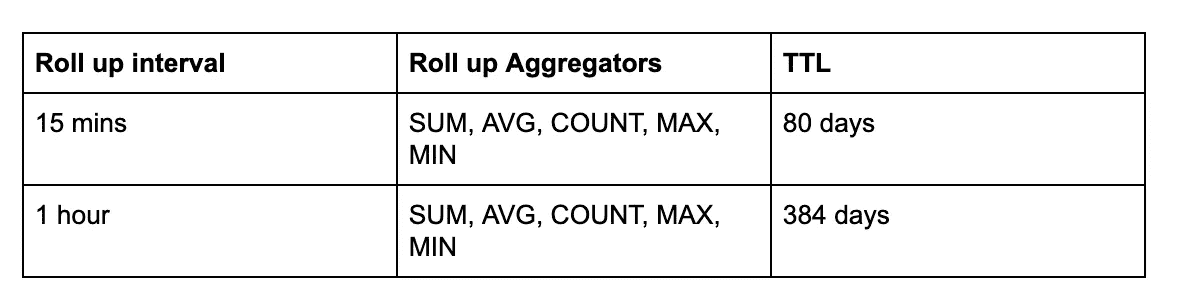 Roll up interval
Roll up Aggregators
TTL
15 mins
SUM, AVG, COUNT, MAX,
MIN
80 days
1 hour
SUM, AVG, COUNT, MAX,
MIN
384 days